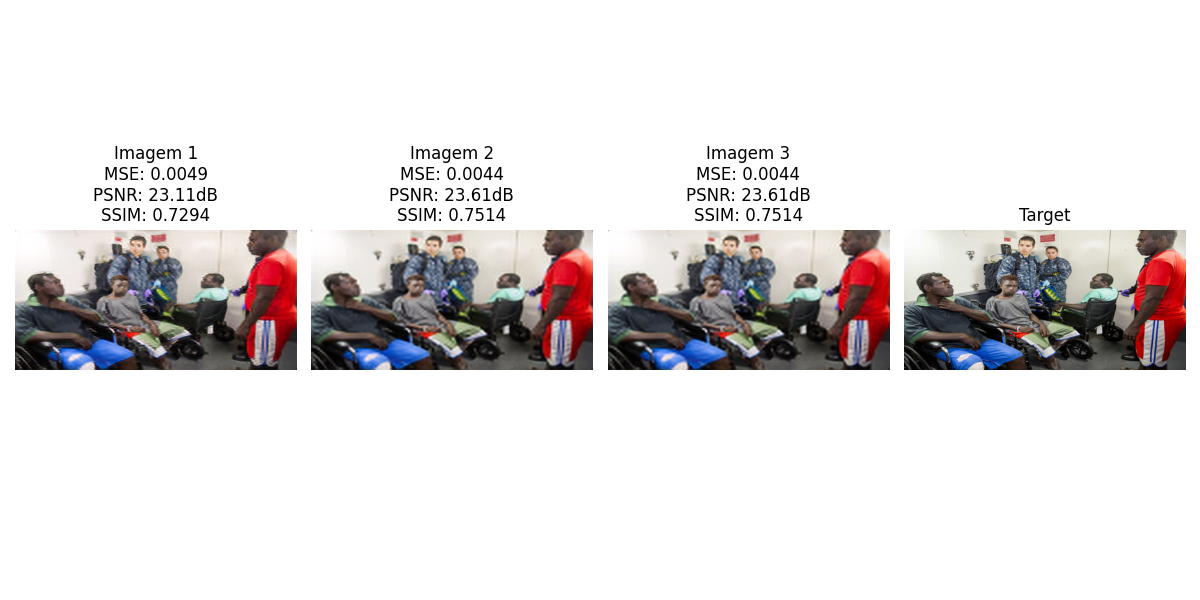 Imagem 1
MSE: 0.0049
PSNR: 23.11dB
SSIM: 0.7294
Imagem 2
MSE: 0.0044
PSNR: 23.61dB
SSIM: 0.7514
Imagem 3
MSE: 0.0044
PSNR: 23.61dB
SSIM: 0.7514
Target